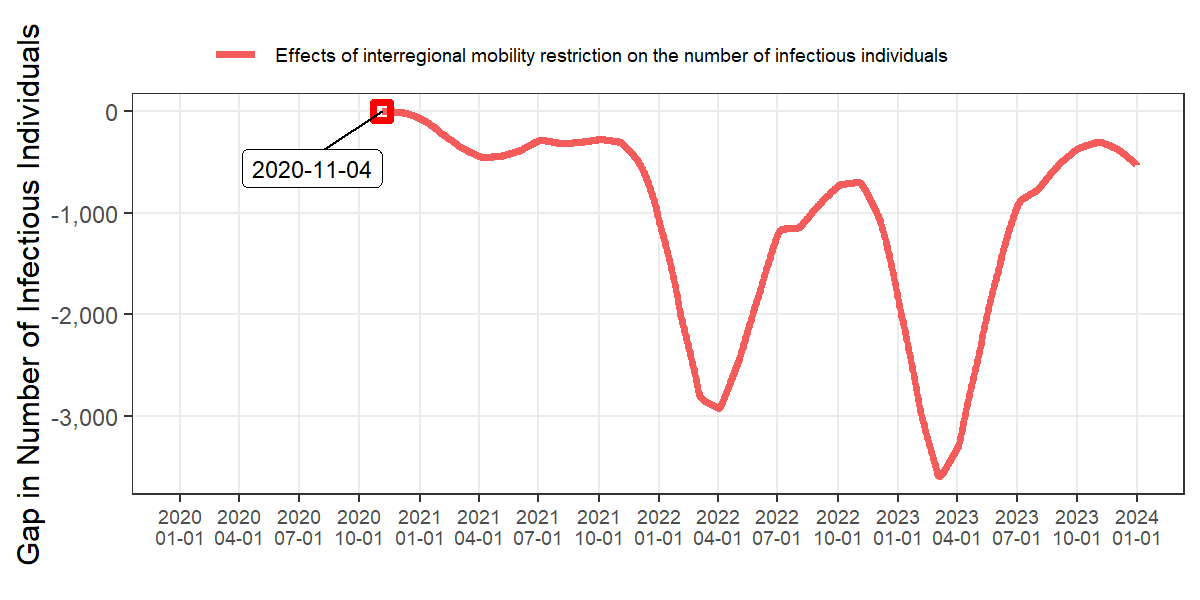 Effects of interregional mobility restriction on the number of infectious individuals
Gap in Number of Infectious Individuals
0
-1,000
-2,000
-3,000
2020-11-04
2020 2020 2020 2020 2021 2021 2021 2021 2022 2022 2022 2022 2023 2023 2023 2023 2024
01-01 04-01 07-01 10-01 01-01 04-01 07-01 10-01 01-01 04-01 07-01 10-01 01-01 04-01 07-01 10-01 01-01